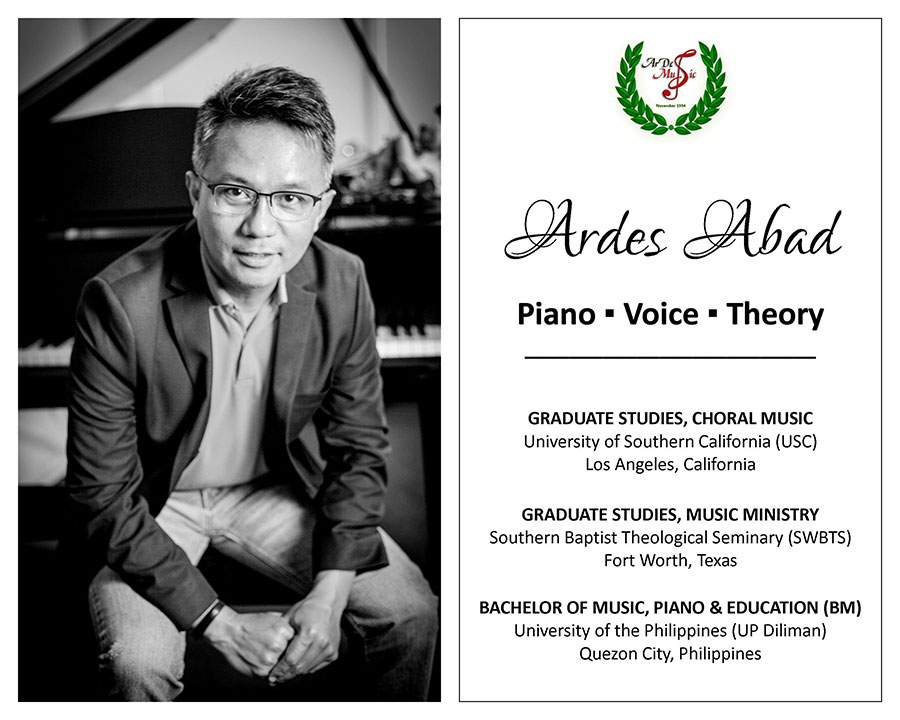 ArDeS
Music
November 1994
Ardes Abad
Piano ▪ Voice ▪ Theory
GRADUATE STUDIES, CHORAL MUSIC
University of Southern California (USC)
Los Angeles, California
GRADUATE STUDIES, MUSIC MINISTRY
Southern Baptist Theological Seminary (SWBTS)
Fort Worth, Texas
BACHELOR OF MUSIC, PIANO & EDUCATION (BM)
University of the Philippines (UP Diliman)
Quezon City, Philippines